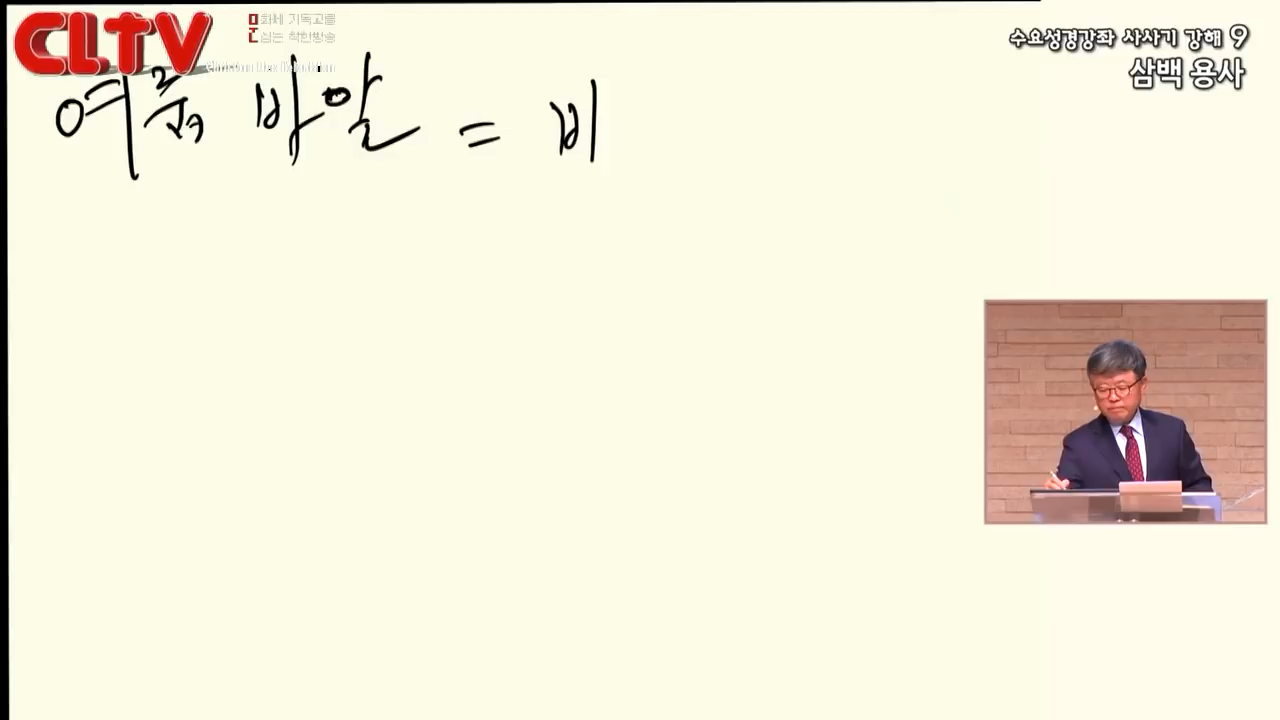 CLTV
수요성경강좌 사사기 강해 9
삼백 용사
여룹 바알 = 비